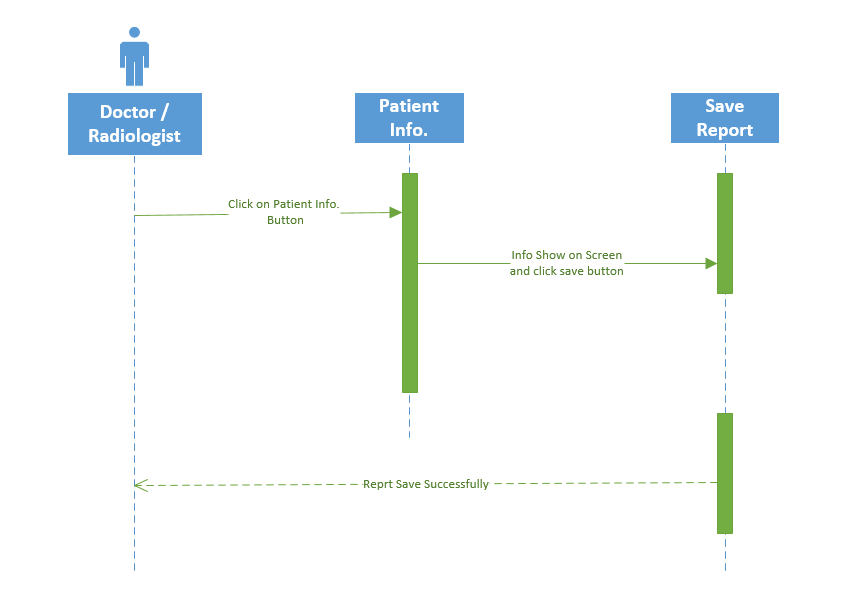 Doctor /
Radiologist
Patient
Info.
Save
Report
Click on Patient Info.
Button
Info Show on Screen
and click save button
Reprt Save Successfully